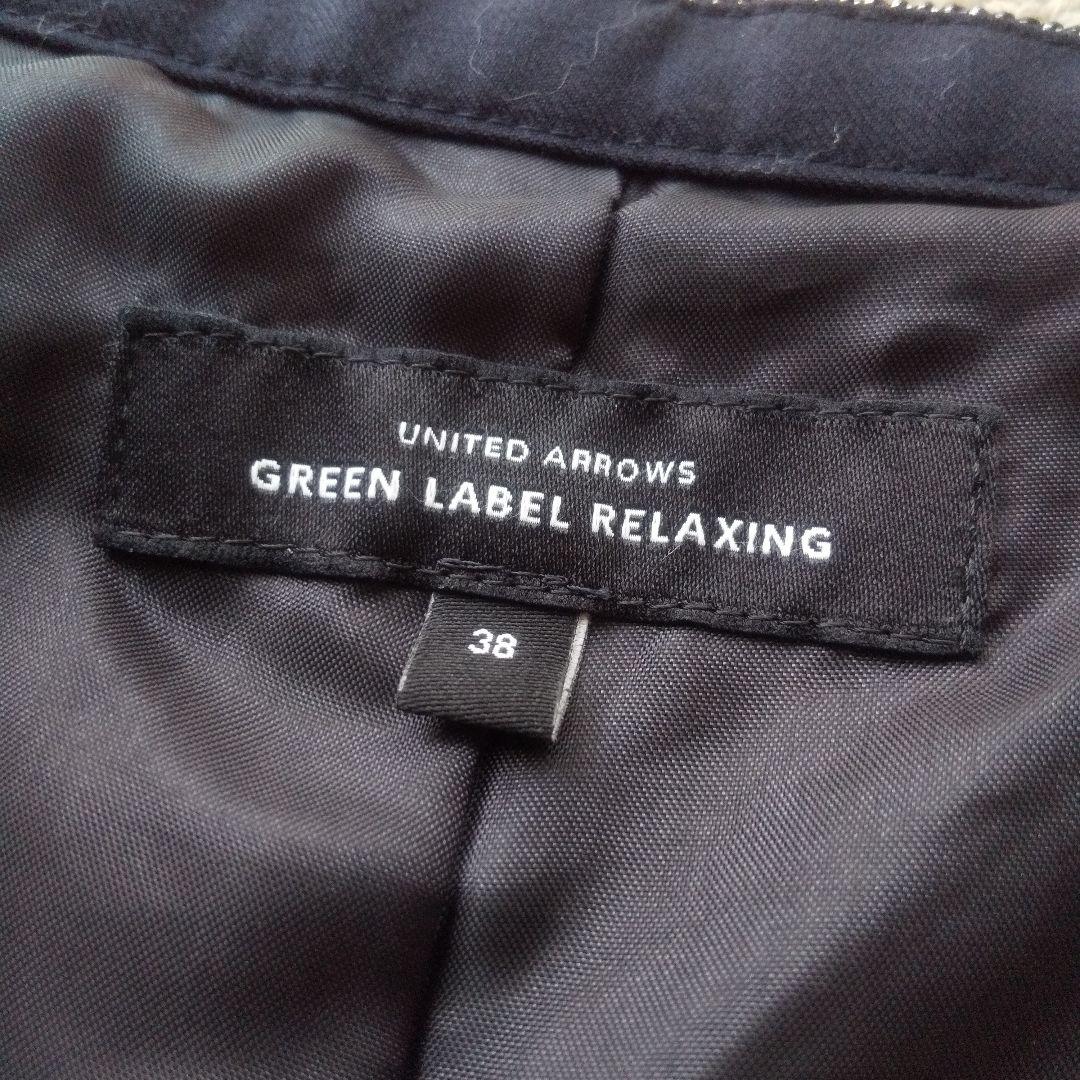 UNITED ARROWS
GREEN LABEL RELAXING
38